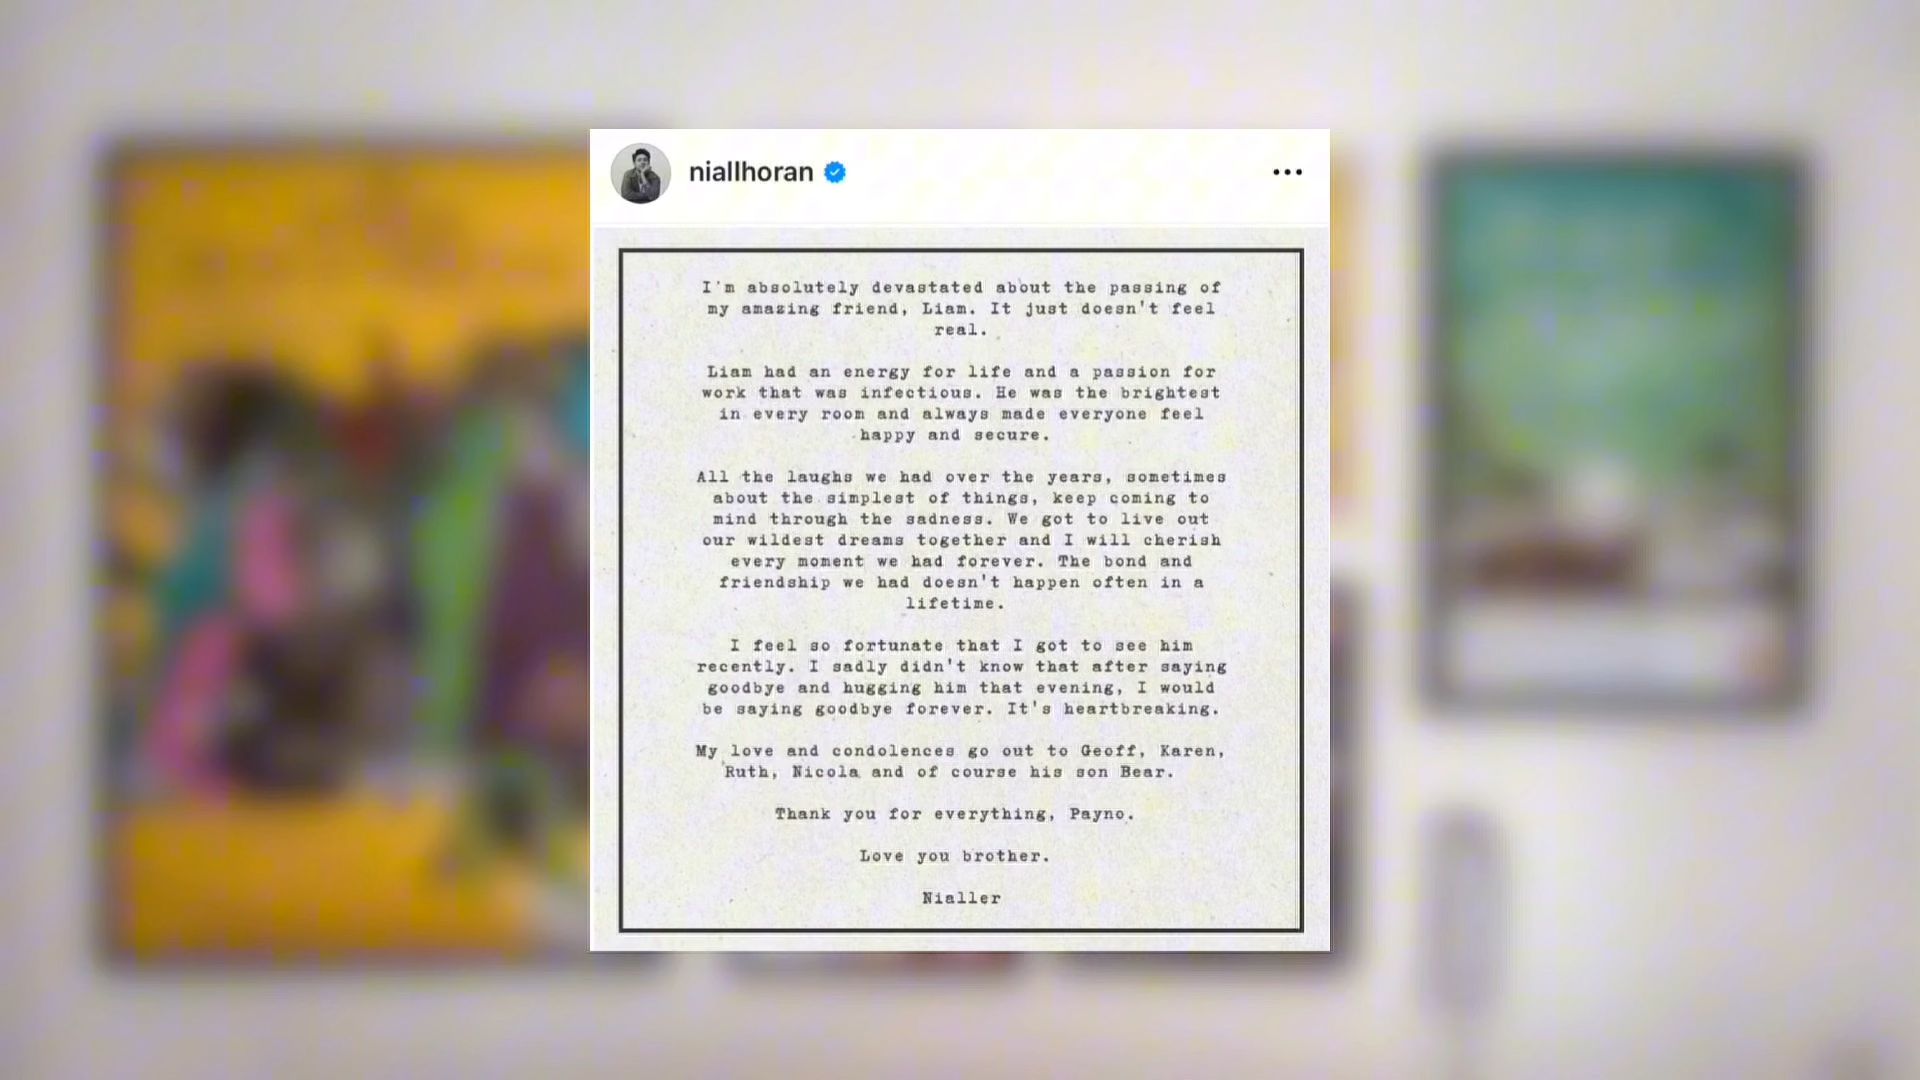 niallhoran
I'm absolutely devastated about the passing of
my amazing friend, Liam. It just doesn't feel
real.
Liam had an energy for life and a passion for
work that was infectious. He was the brightest
in every room and always made everyone feel
happy and secure.
All the laughs we had over the years, sometimes
about the simplest of things, keep coming to
mind through the sadness. We got to live out
our wildest dreams together and I will cherish
every moment we had forever. The bond and
friendship we had doesn't happen often in a
lifetime.
I feel so fortunate that I got to see him
recently. I sadly didn't know that after saying
goodbye and hugging him that evening, I would
be saying goodbye forever. It's heartbreaking.
My love and condolences go out to Geoff, Karen,
Ruth, Nicola and of course his son Bear.
Thank you for everything, Payno.
Love you brother.
Nialler